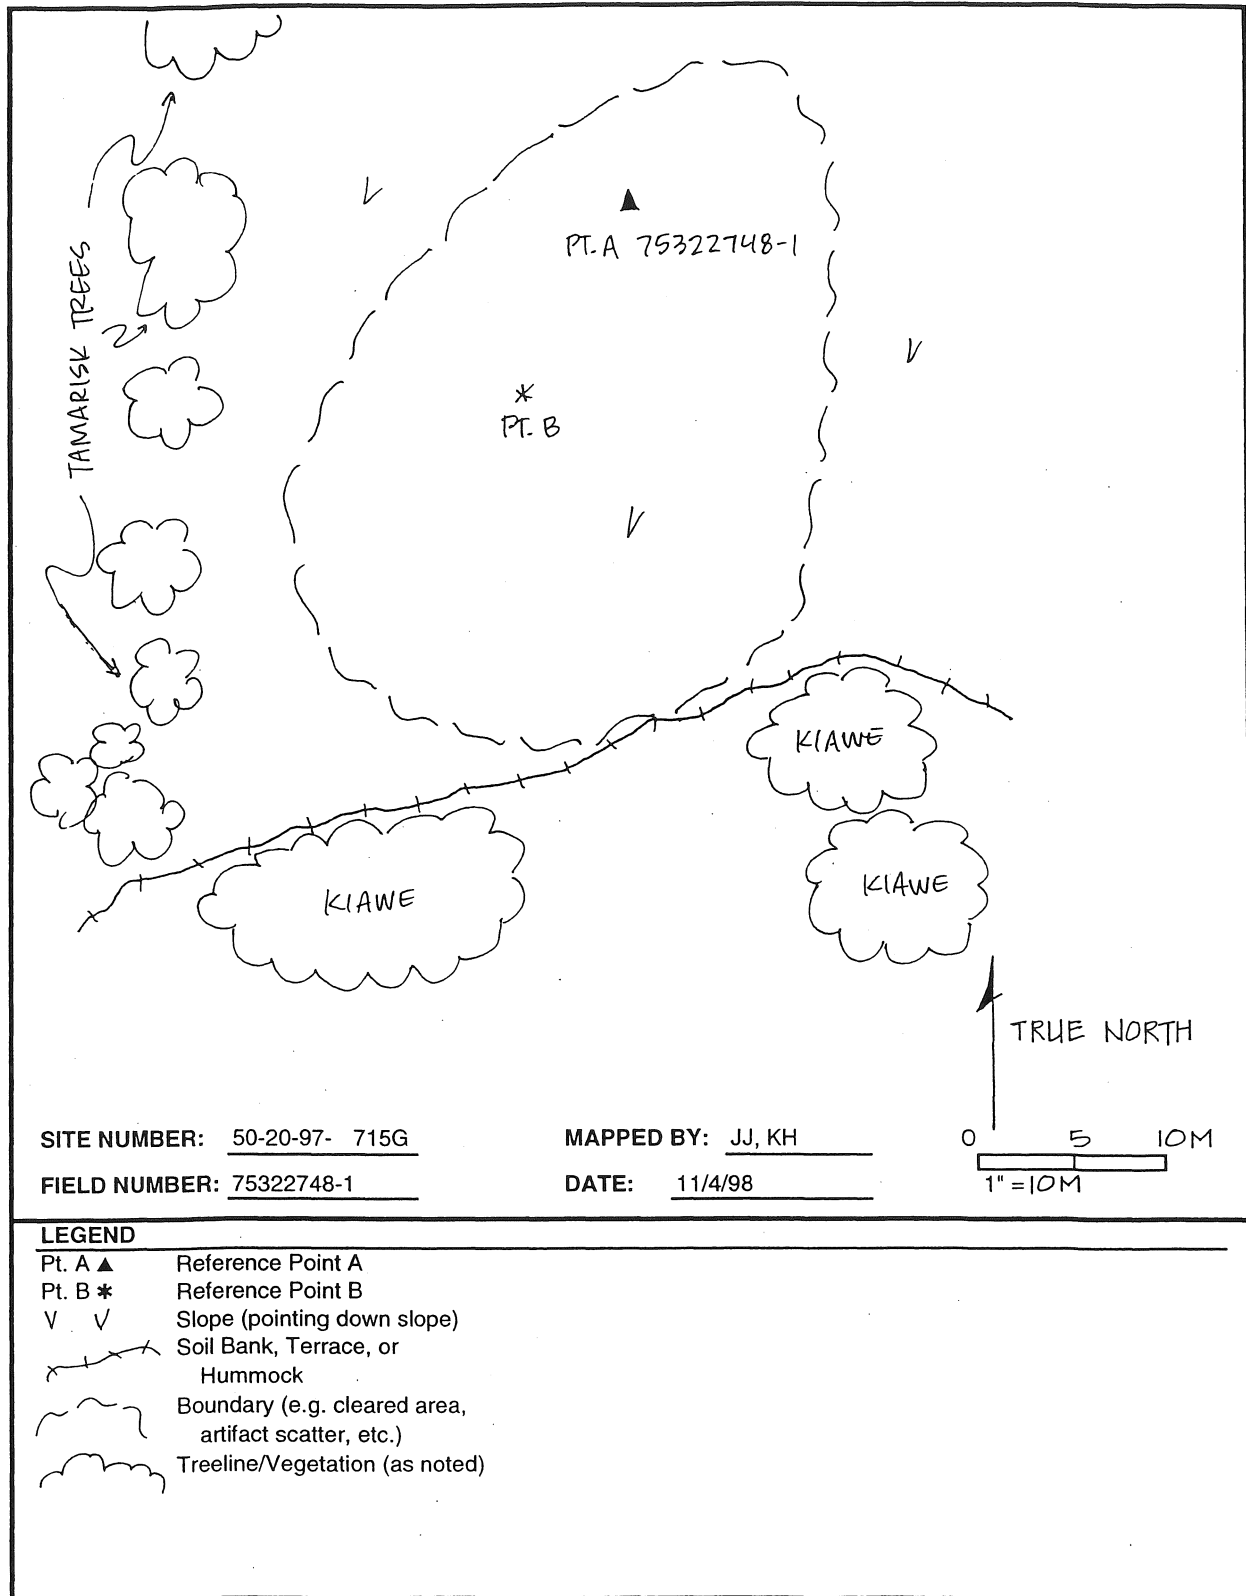 PT. A 75322748-1
TAMARISK TREES
PT. B
KIAWE
KIAWE
KIAWE
TRUE NORTH
SITE NUMBER: 50-20-97- 715G
MAPPED BY: JJ, KH
0 5 10M
FIELD NUMBER: 75322748-1
DATE: 11/4/98
1" = 10M
LEGEND
Pt. A ▲ Reference Point A
Pt. B * Reference Point B
V V Slope (pointing down slope)
Soil Bank, Terrace, or
Hummock
Boundary (e.g. cleared area,
artifact scatter, etc.)
Treeline/Vegetation (as noted)